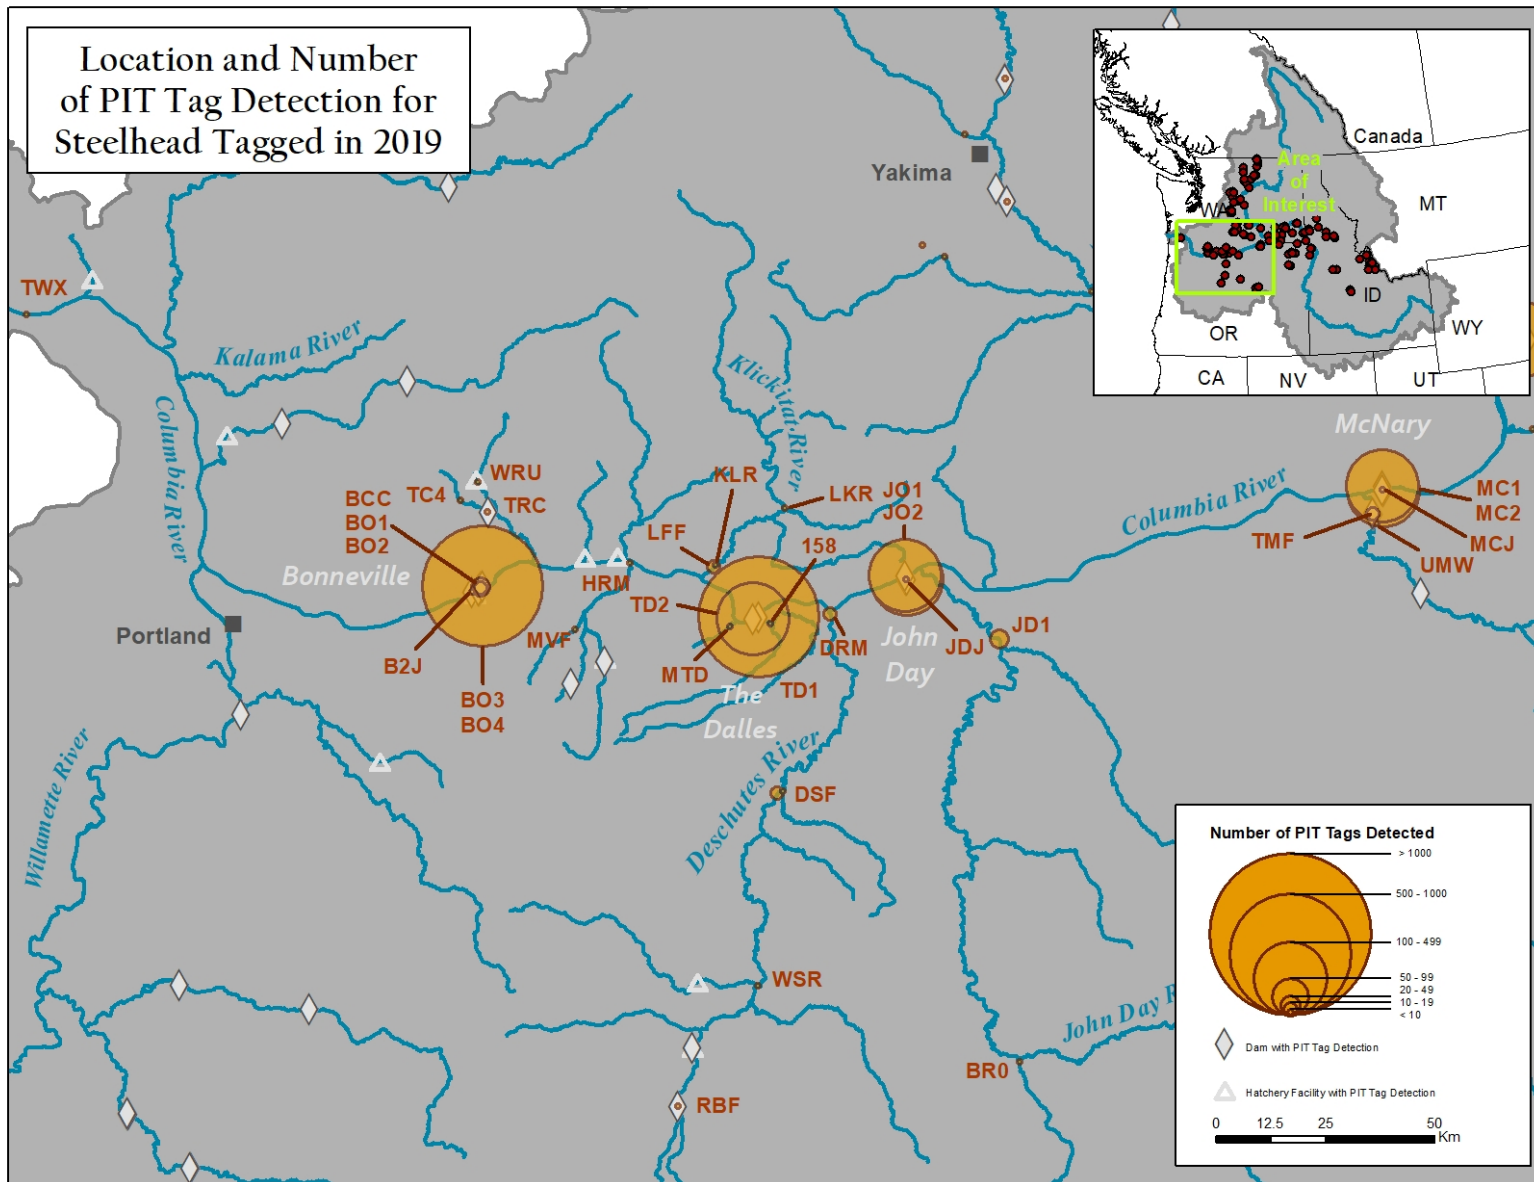 Location and Number
of PIT Tag Detection for
Steelhead Tagged in 2019
Yakima
Canada
Area
of
Interest
WA
MT
ID
OR
WY
CA
NV
UT
TWX
Kalama River
Columbia River
Klickitat River
McNary
WRU
TC4
TRC
BCC
BO1
BO2
Bonneville
KLR
LFF
LKR
JO1
JO2
158
Columbia River
MC1
MC2
MCJ
TMF
UMW
HRM
TD2
Portland
MVF
B2J
BO3
BO4
MTD
DRM
TD1
The
Dalles
John
Day
JDJ
JD1
Willamette River
Deschutes River
DSF
WSR
John Day R
BR0
RBF
Number of PIT Tags Detected
> 1000
500 - 1000
100 - 499
50 - 99
20 - 49
10 - 19
< 10
Dam with PIT Tag Detection
Hatchery Facility with PIT Tag Detection
0 12.5 25 50
Km